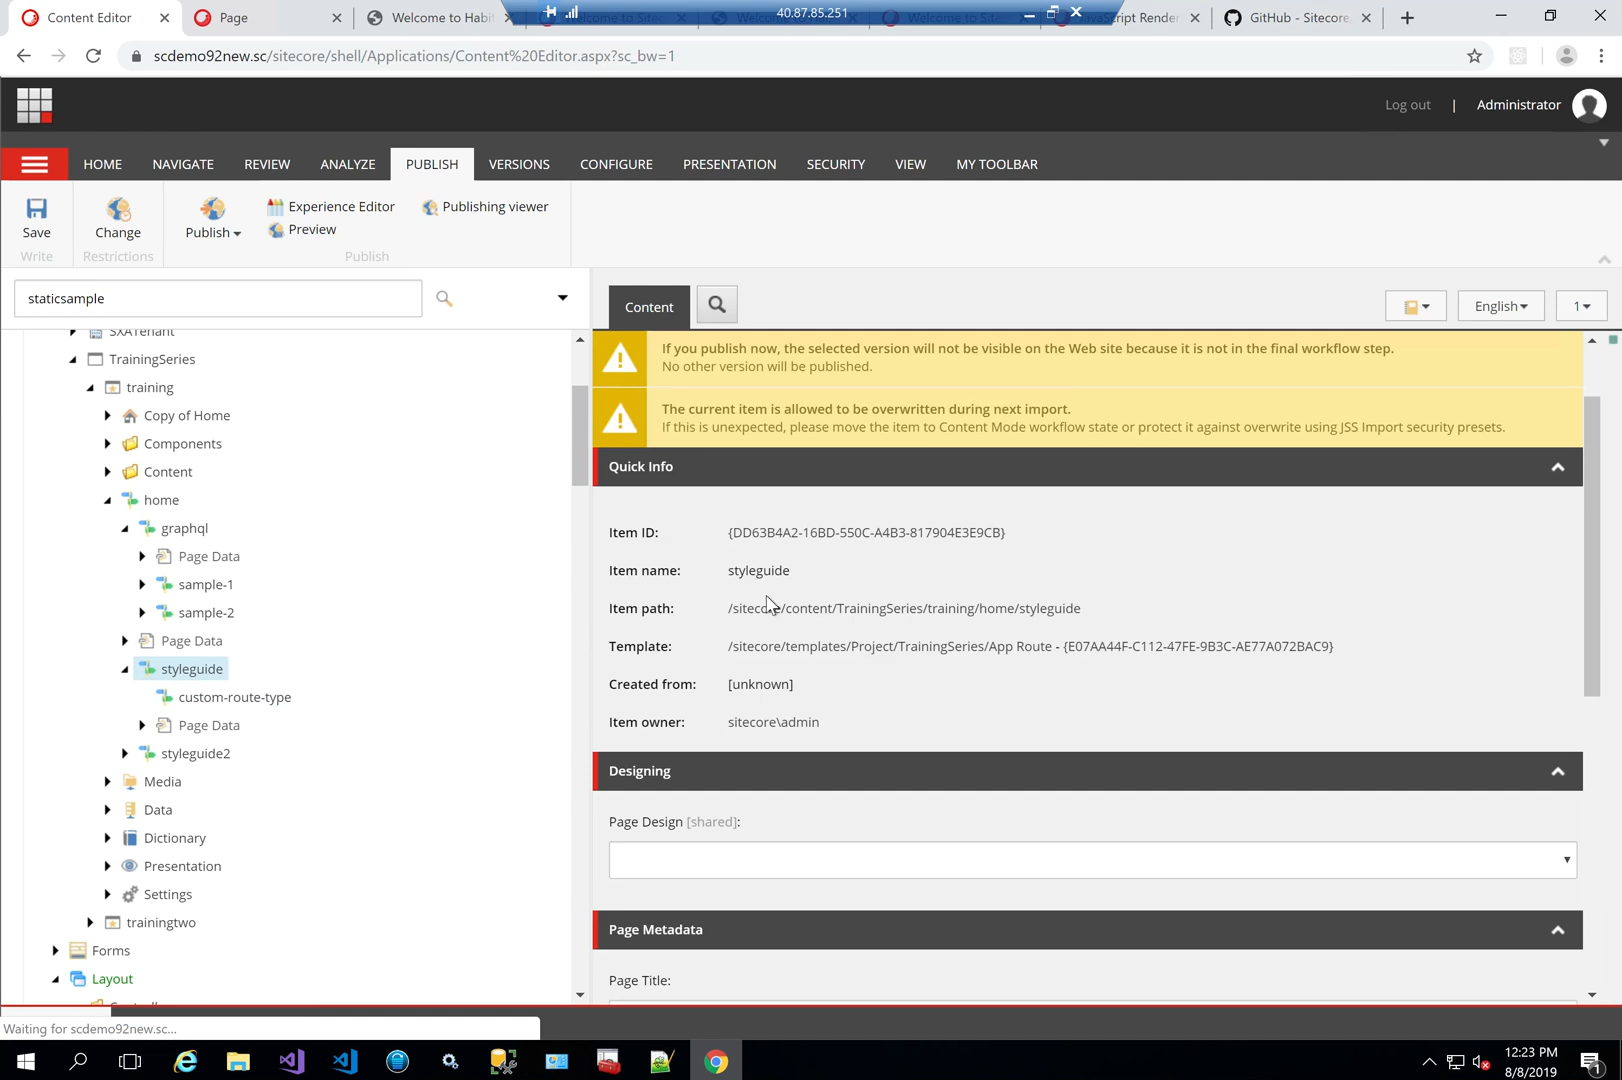 Content Editor
Page
Welcome to Habit
40.87.85.251
Script Render
GitHub - Sitecore
scdemo92new.sc/sitecore/shell/Applications/Content%20Editor.aspx?sc_bw=1
Log out | Administrator
HOME NAVIGATE REVIEW ANALYZE PUBLISH VERSIONS CONFIGURE PRESENTATION SECURITY VIEW MY TOOLBAR
Save
Change
Publish
Experience Editor
Publishing viewer
Preview
Write
Restrictions
Publish
staticsample
Content
English
1
SXATenant
TrainingSeries
training
Copy of Home
Components
Content
home
graphql
Page Data
sample-1
sample-2
Page Data
styleguide
custom-route-type
Page Data
styleguide2
Media
Data
Dictionary
Presentation
Settings
trainingtwo
Forms
Layout
If you publish now, the selected version will not be visible on the Web site because it is not in the final workflow step.
No other version will be published.
The current item is allowed to be overwritten during next import.
If this is unexpected, please move the item to Content Mode workflow state or protect it against overwrite using JSS Import security presets.
Quick Info
Item ID: {DD63B4A2-16BD-550C-A4B3-817904E3E9CB}
Item name: styleguide
Item path: /sitecore/content/TrainingSeries/training/home/styleguide
Template: /sitecore/templates/Project/TrainingSeries/App Route - {E07AA44F-C112-47FE-9B3C-AE77A072BAC9}
Created from: [unknown]
Item owner: sitecore\admin
Designing
Page Design [shared]:
Page Metadata
Page Title:
Waiting for scdemo92new.sc...
12:23 PM
8/8/2019
1